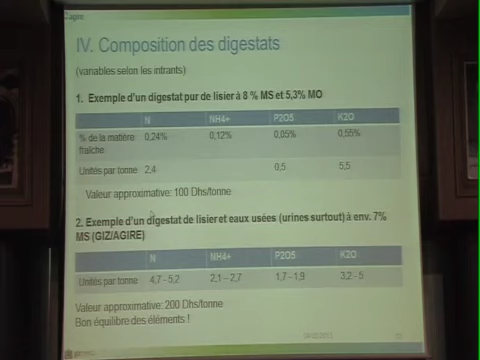 IV. Composition des digestats
(variables selon les intrants)
1. Exemple d'un digestat pur de lisier à 8 % MS et 5,3% MO
N NH4+ P2O5 K2O
% de la matière fraîche 0,24% 0,12% 0,05% 0,55%
Unités par tonne 2,4 0,5 5,5
Valeur approximative: 100 Dhs/tonne
2. Exemple d'un digestat de lisier et eaux usées (urines surtout) à env. 7%
MS (GIZ/AGIRE)
N NH4+ P2O5 K2O
Unités par tonne 4,7 – 5,2 2,1 – 2,7 1,7 – 1,9 3,2 – 5
Valeur approximative: 200 Dhs/tonne
Bon équilibre des éléments !